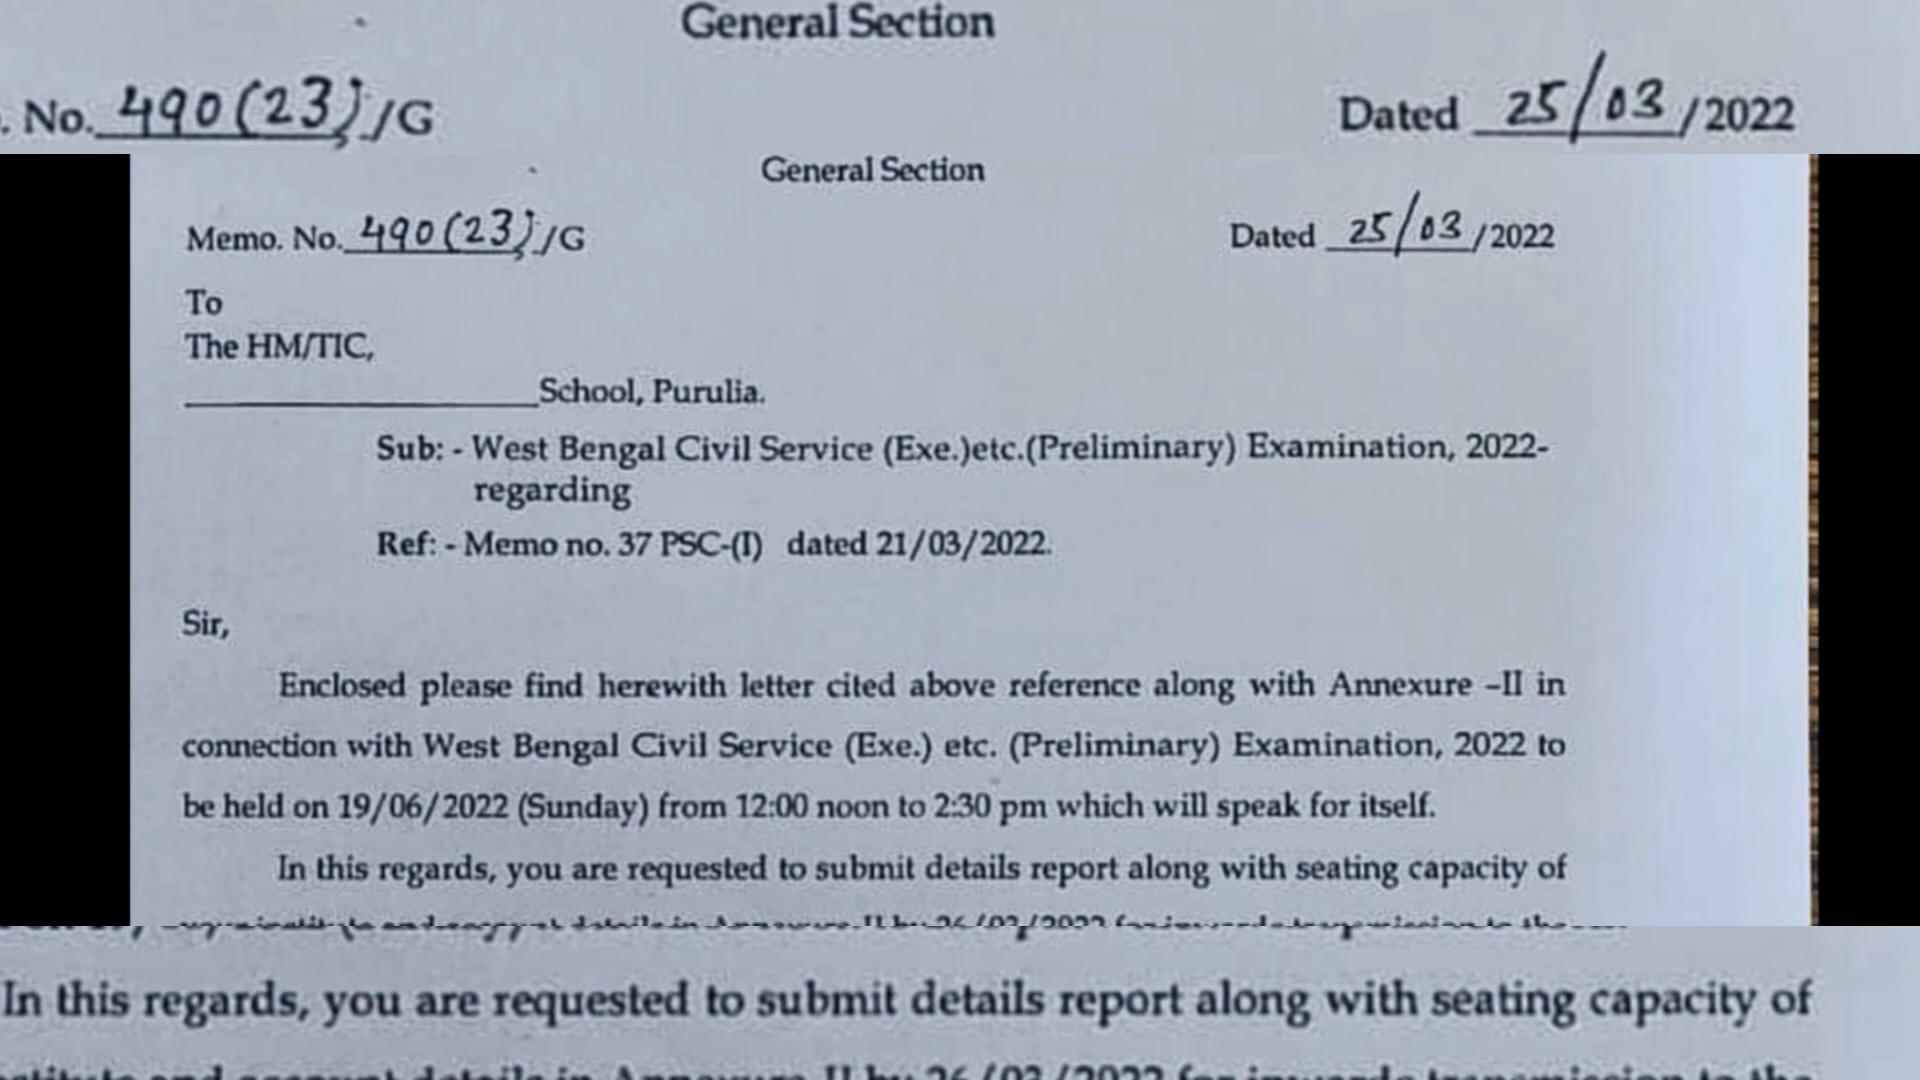 General Section
. No. 490(23)/G Dated 25/03/2022
General Section
Memo. No. 490(23)/G Dated 25/03/2022
To
The HM/TIC,
School, Purulia.
Sub: - West Bengal Civil Service (Exe.)etc.(Preliminary) Examination, 2022-
regarding
Ref: - Memo no. 37 PSC-(I) dated 21/03/2022.
Sir,
Enclosed please find herewith letter cited above reference along with Annexure –II in
connection with West Bengal Civil Service (Exe.) etc. (Preliminary) Examination, 2022 to
be held on 19/06/2022 (Sunday) from 12:00 noon to 2:30 pm which will speak for itself.
In this regards, you are requested to submit details report along with seating capacity of
In this regards, you are requested to submit details report along with seating capacity of